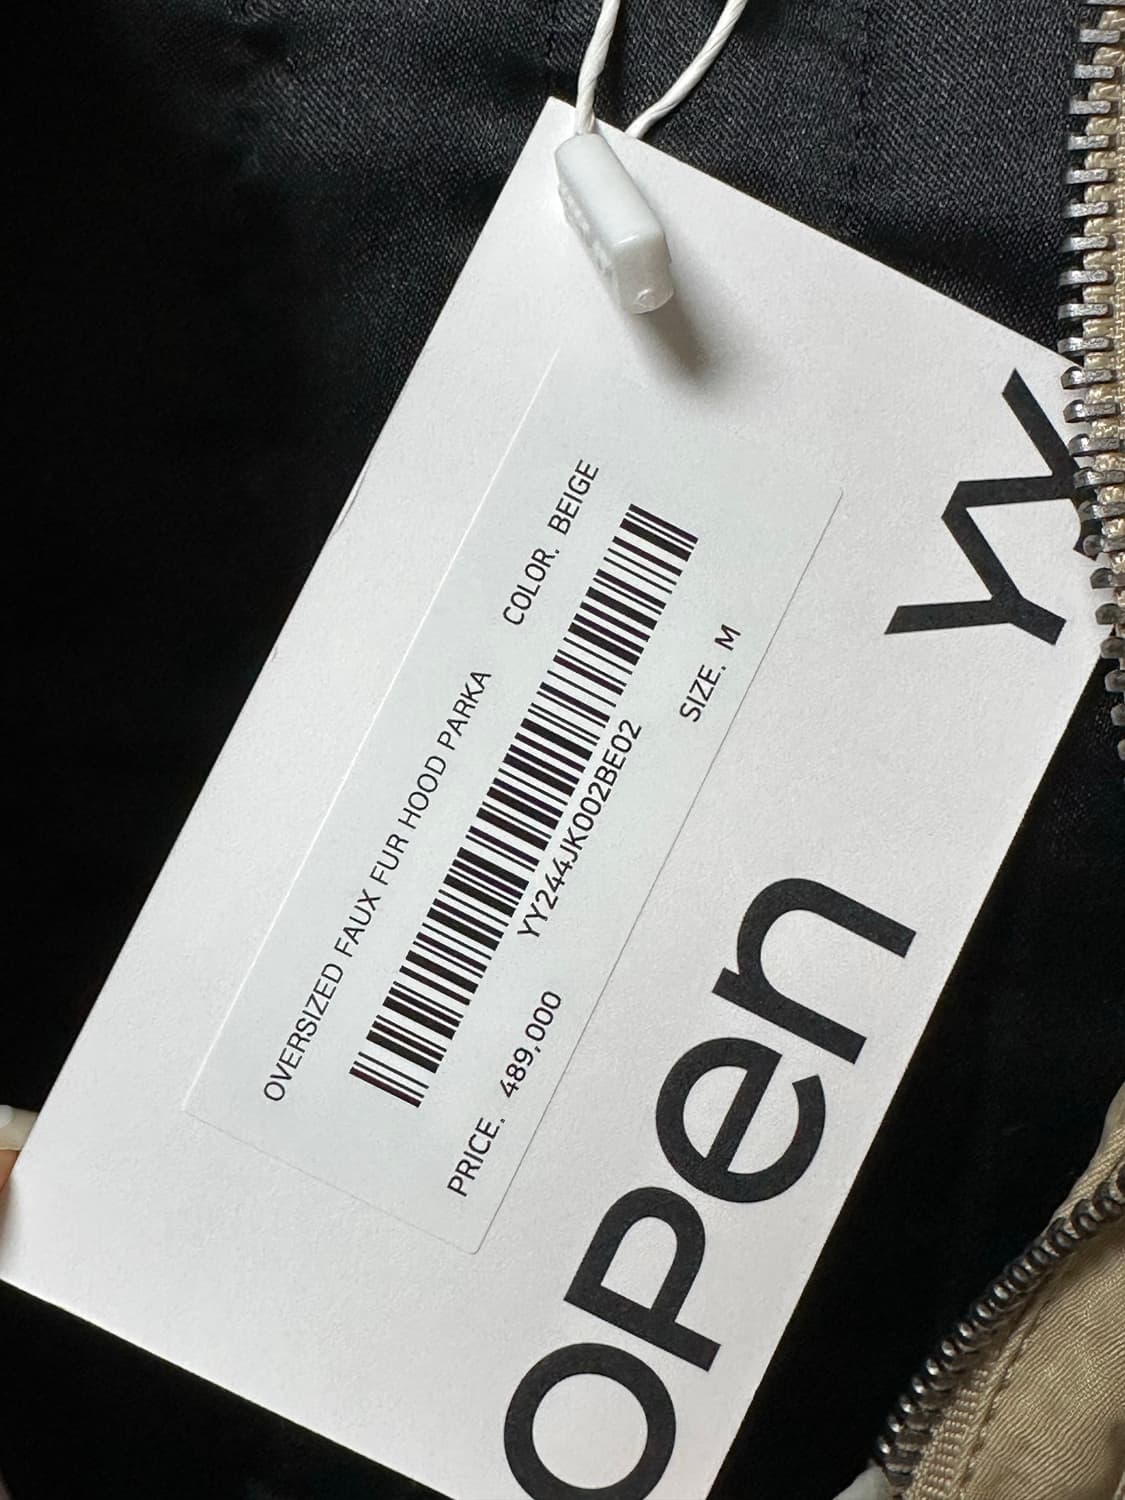 OVERSIZED FAUX FUR HOOD PARKA COLOR. BEIGE
YY244JK002BE02
PRICE. 489,000 SIZE. M
OPen YY